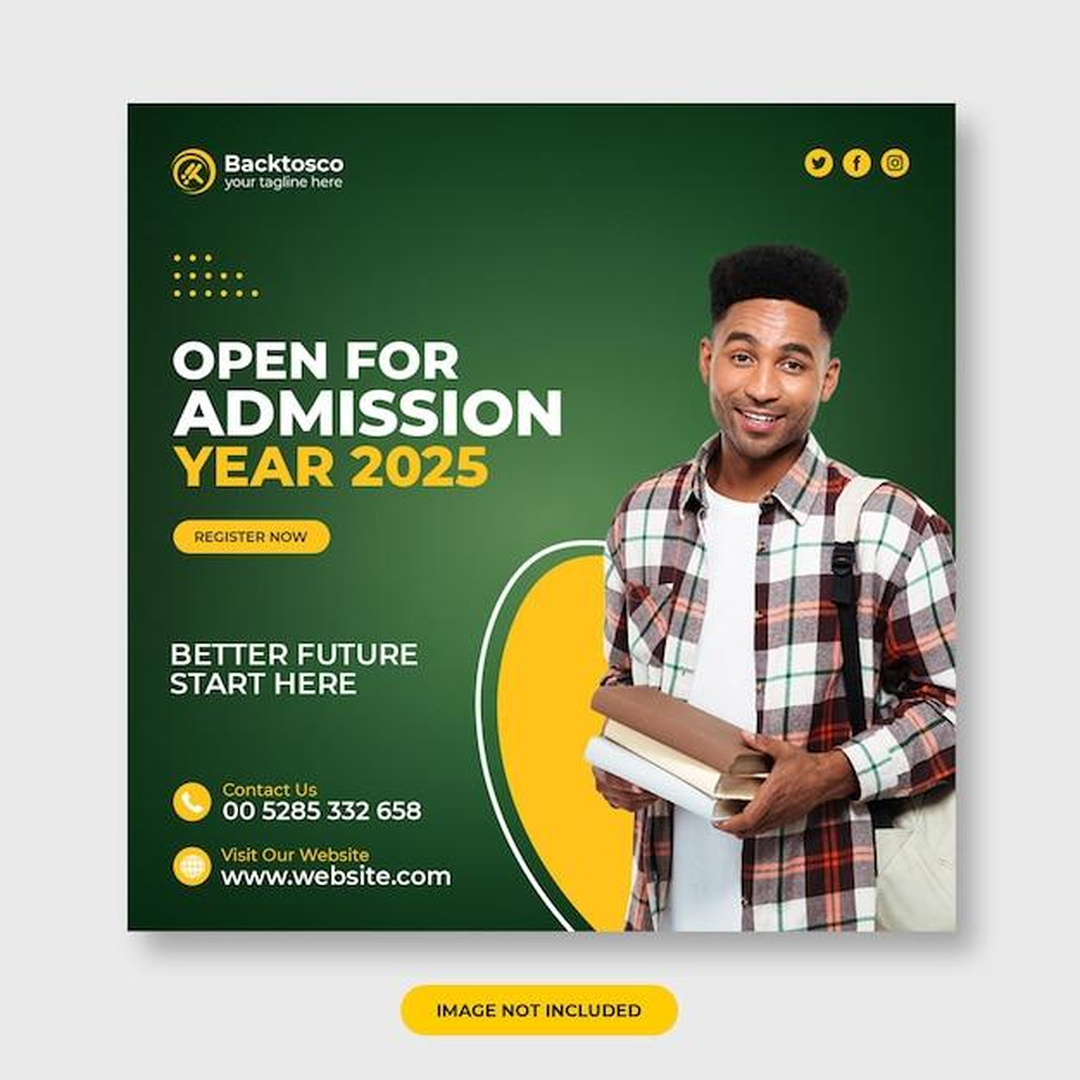 Backtosco
your tagline here
OPEN FOR
ADMISSION
YEAR 2025
REGISTER NOW
BETTER FUTURE
START HERE
Contact Us
00 5285 332 658
Visit Our Website
www.website.com
IMAGE NOT INCLUDED